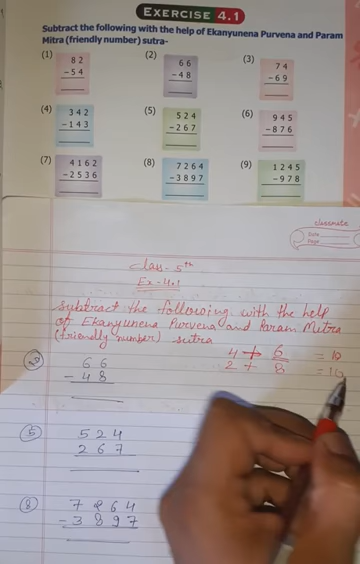 EXERCISE 4.1
Subtract the following with the help of Ekanyunena Purvena and Param
Mitra (friendly number) sutra-
(1) 82
-54
(2) 66
-48
(3) 74
-69
(4) 342
-143
(5) 524
-267
(6) 945
-876
(7) 4162
-2536
(8) 7264
-3897
(9) 1245
-978
classmate
Date
Page
Class-5th
Ex-4.1
Subtract the following with the help
of Ekanyunena Purvena and Param Mitra
(friendly number) sutra
66
- 48
4 + 6 = 10
2 + 8 = 10
5 524
267
8 7264
- 3897